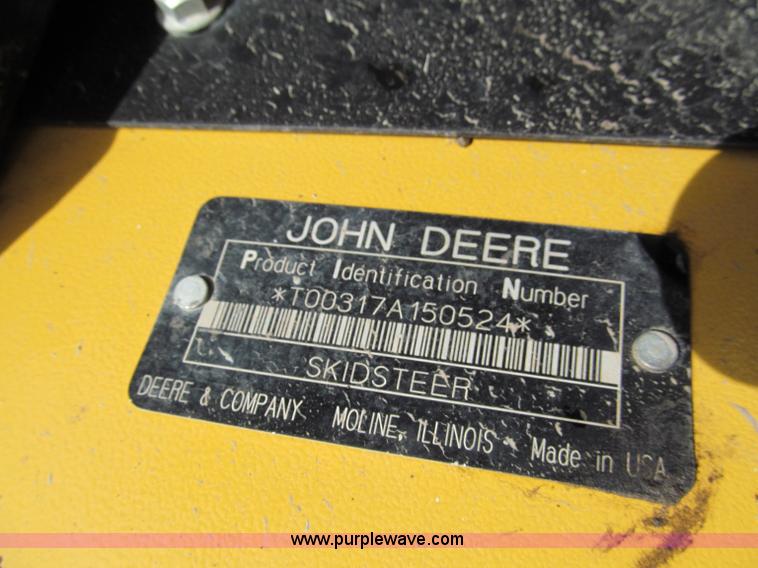 JOHN DEERE
Product Identification Number
*T00317A150524*
SKIDSTEER
DEERE & COMPANY MOLINE, ILLINOIS Made in USA
www.purplewave.com